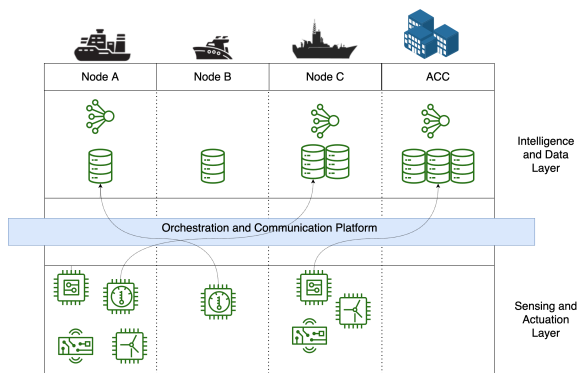 Node A
Node B
Node C
ACC
Intelligence
and Data
Layer
Orchestration and Communication Platform
Sensing and
Actuation
Layer